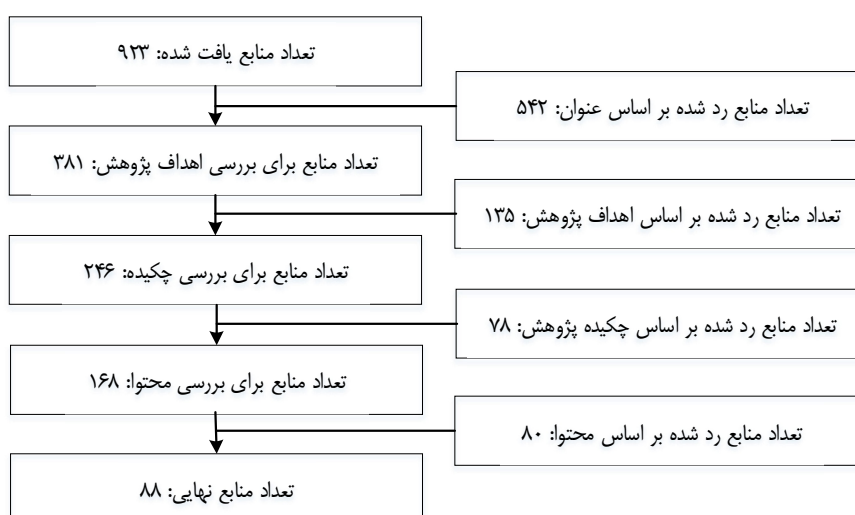 تعداد منابع یافت شده: ۹۲۳
تعداد منابع رد شده بر اساس عنوان: ۵۴۲
تعداد منابع برای بررسی اهداف پژوهش: ۳۸۱
تعداد منابع رد شده بر اساس اهداف پژوهش: ۱۳۵
تعداد منابع برای بررسی چکیده: ۲۴۶
تعداد منابع رد شده بر اساس چکیده پژوهش: ۷۸
تعداد منابع برای بررسی محتوا: ۱۶۸
تعداد منابع رد شده بر اساس محتوا: ۸۰
تعداد منابع نهایی: ۸۸